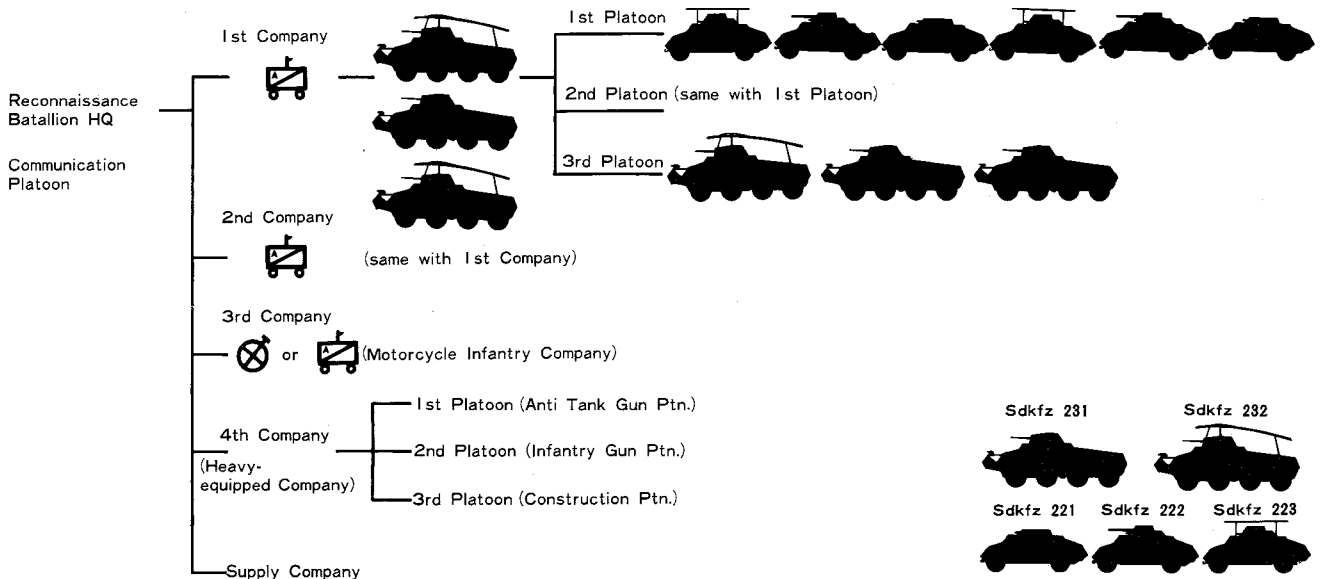 Reconnaissance
Batallion HQ
Communication
Platoon
1st Company
A
1st Platoon
2nd Platoon (same with 1st Platoon)
3rd Platoon
2nd Company
A
(same with 1st Company)
3rd Company
or
A
(Motorcycle Infantry Company)
4th Company
(Heavy-
equipped Company)
1st Platoon (Anti Tank Gun Ptn.)
2nd Platoon (Infantry Gun Ptn.)
3rd Platoon (Construction Ptn.)
Supply Company
Sdkfz 231
Sdkfz 232
Sdkfz 221
Sdkfz 222
Sdkfz 223